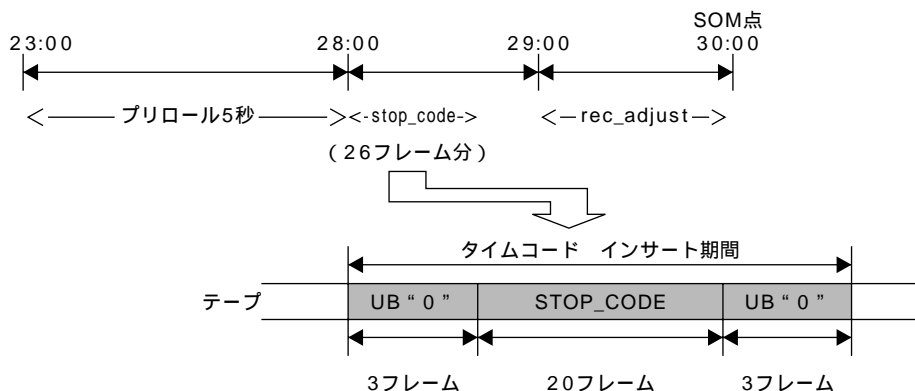 SOM点
23:00 28:00 29:00 30:00
プリロール5秒 stop_code rec_adjust
(26フレーム分)
タイムコード インサート期間
テープ UB“0” STOP_CODE UB“0”
3フレーム 20フレーム 3フレーム